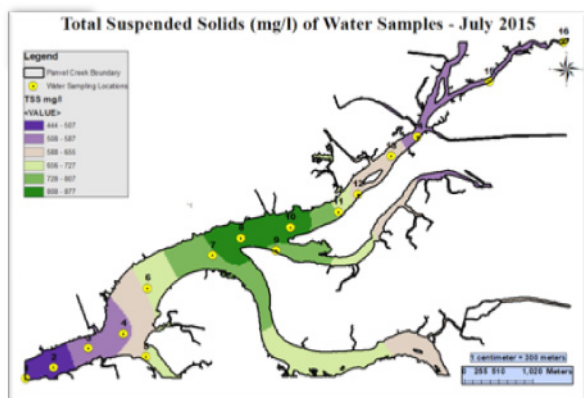 Total Suspended Solids (mg/l) of Water Samples - July 2015
Legend
Panvel Creek Boundary
Water Sampling Locations
TSS mg/l
<VALUE>
444 - 507
508 - 587
588 - 655
656 - 727
728 - 807
808 - 877
16
15
13
12
11
10
8
9
7
6
4
3
5
2
1
1 centimeter = 300 meters
0 255 510 1,020 Meters